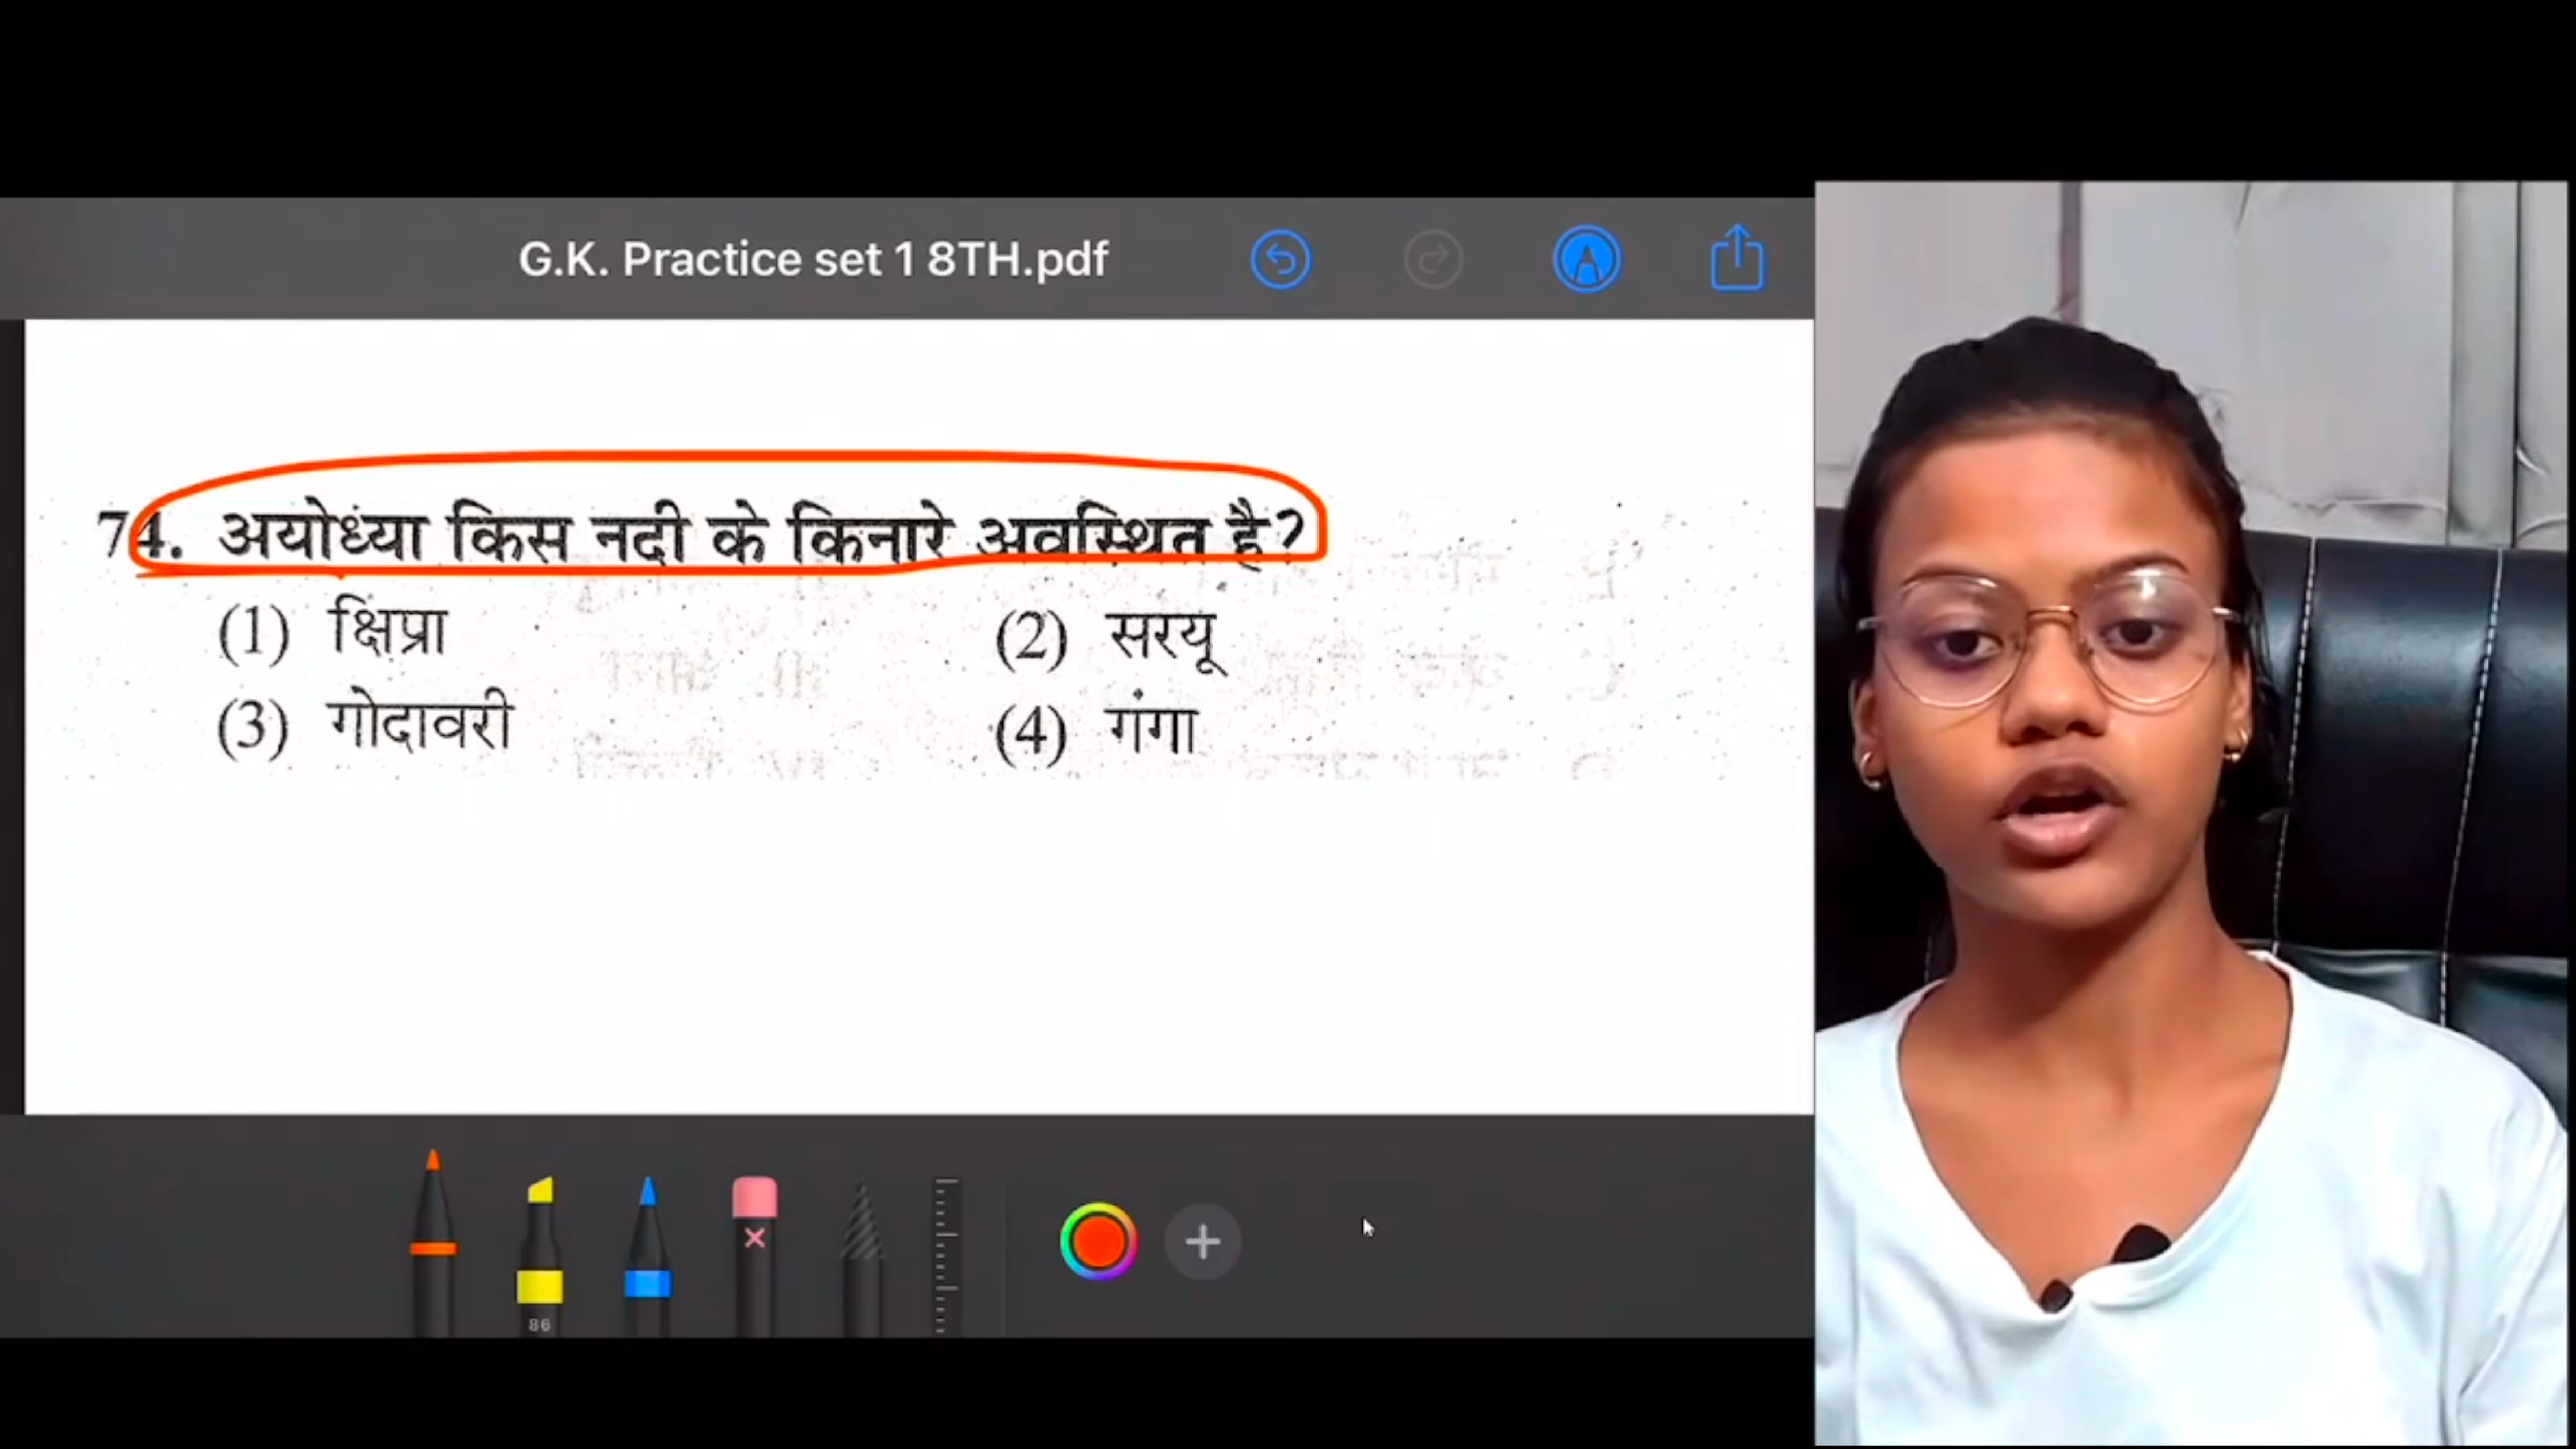 G.K. Practice set 1 8TH.pdf
74. अयोध्या किस नदी के किनारे अवस्थित है?
(1) क्षिप्रा (2) सरयू
(3) गोदावरी (4) गंगा
86